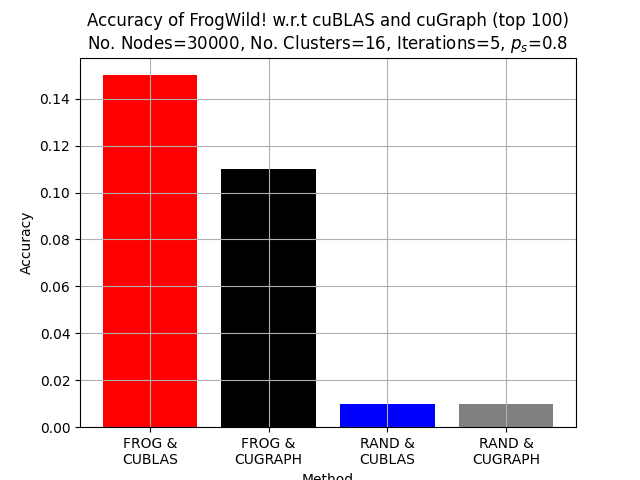 Accuracy of FrogWild! w.r.t cuBLAS and cuGraph (top 100)
No. Nodes=30000, No. Clusters=16, Iterations=5, pₛ=0.8
Accuracy
0.14
0.12
0.10
0.08
0.06
0.04
0.02
0.00
FROG &
CUBLAS
FROG &
CUGRAPH
RAND &
CUBLAS
RAND &
CUGRAPH
Method